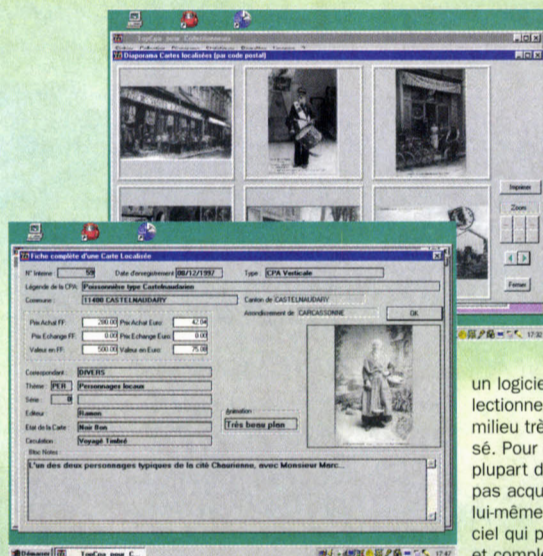 TopCpa pour Collectionneurs
Diaporama Cartes localisées (par code postal)
Imprimer
Zoom
Fermer
17:32
Fiche complète d'une Carte Localisée
N° Interne : 59 Date d'enregistrement 08/12/1997 Type : CPA Verticale
Légende de la CPA: Poissonnière type Castelnaudarien
Commune : 11400 CASTELNAUDARY Canton de CASTELNAUDARY
Arrondissement de CARCASSONNE OK
Prix Achat FF: 280.00 Prix Achat Euro:
Prix Echange FF: 0.00 Prix Echange Euro: 0.00
Valeur en FF: 500.00 Valeur en Euro: 75.00
Correspondant : DIVERS
Thème : PER Personnages locaux
Série : 0
Editeur : Ramon
Etat de la Carte : Noir Bon
Animation
Très beau plan
Circulation : Voyagé Timbré
Bloc Notes :
L'un des deux personnages typiques de la cité Chaurienne, avec Monsieur Marc...
Démarrer TopCpa pour C...
17:47
un logicie
lectionne
milieu trè
sé. Pour
plupart d
pas acqu
lui-même
ciel qui p
et comple